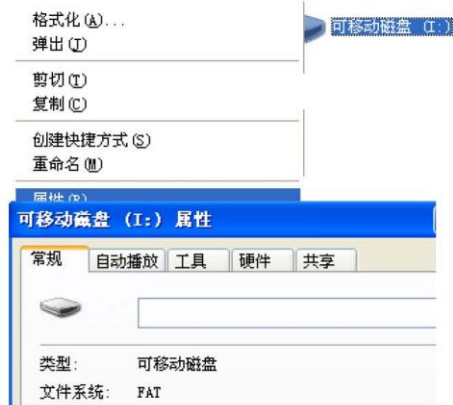 格式化(A)...
弹出(J)
可移动磁盘 (I:)
剪切(T)
复制(C)
创建快捷方式(S)
重命名(M)
属性(R)
可移动磁盘 (I:) 属性
常规
自动播放
工具
硬件
共享
类型: 可移动磁盘
文件系统: FAT